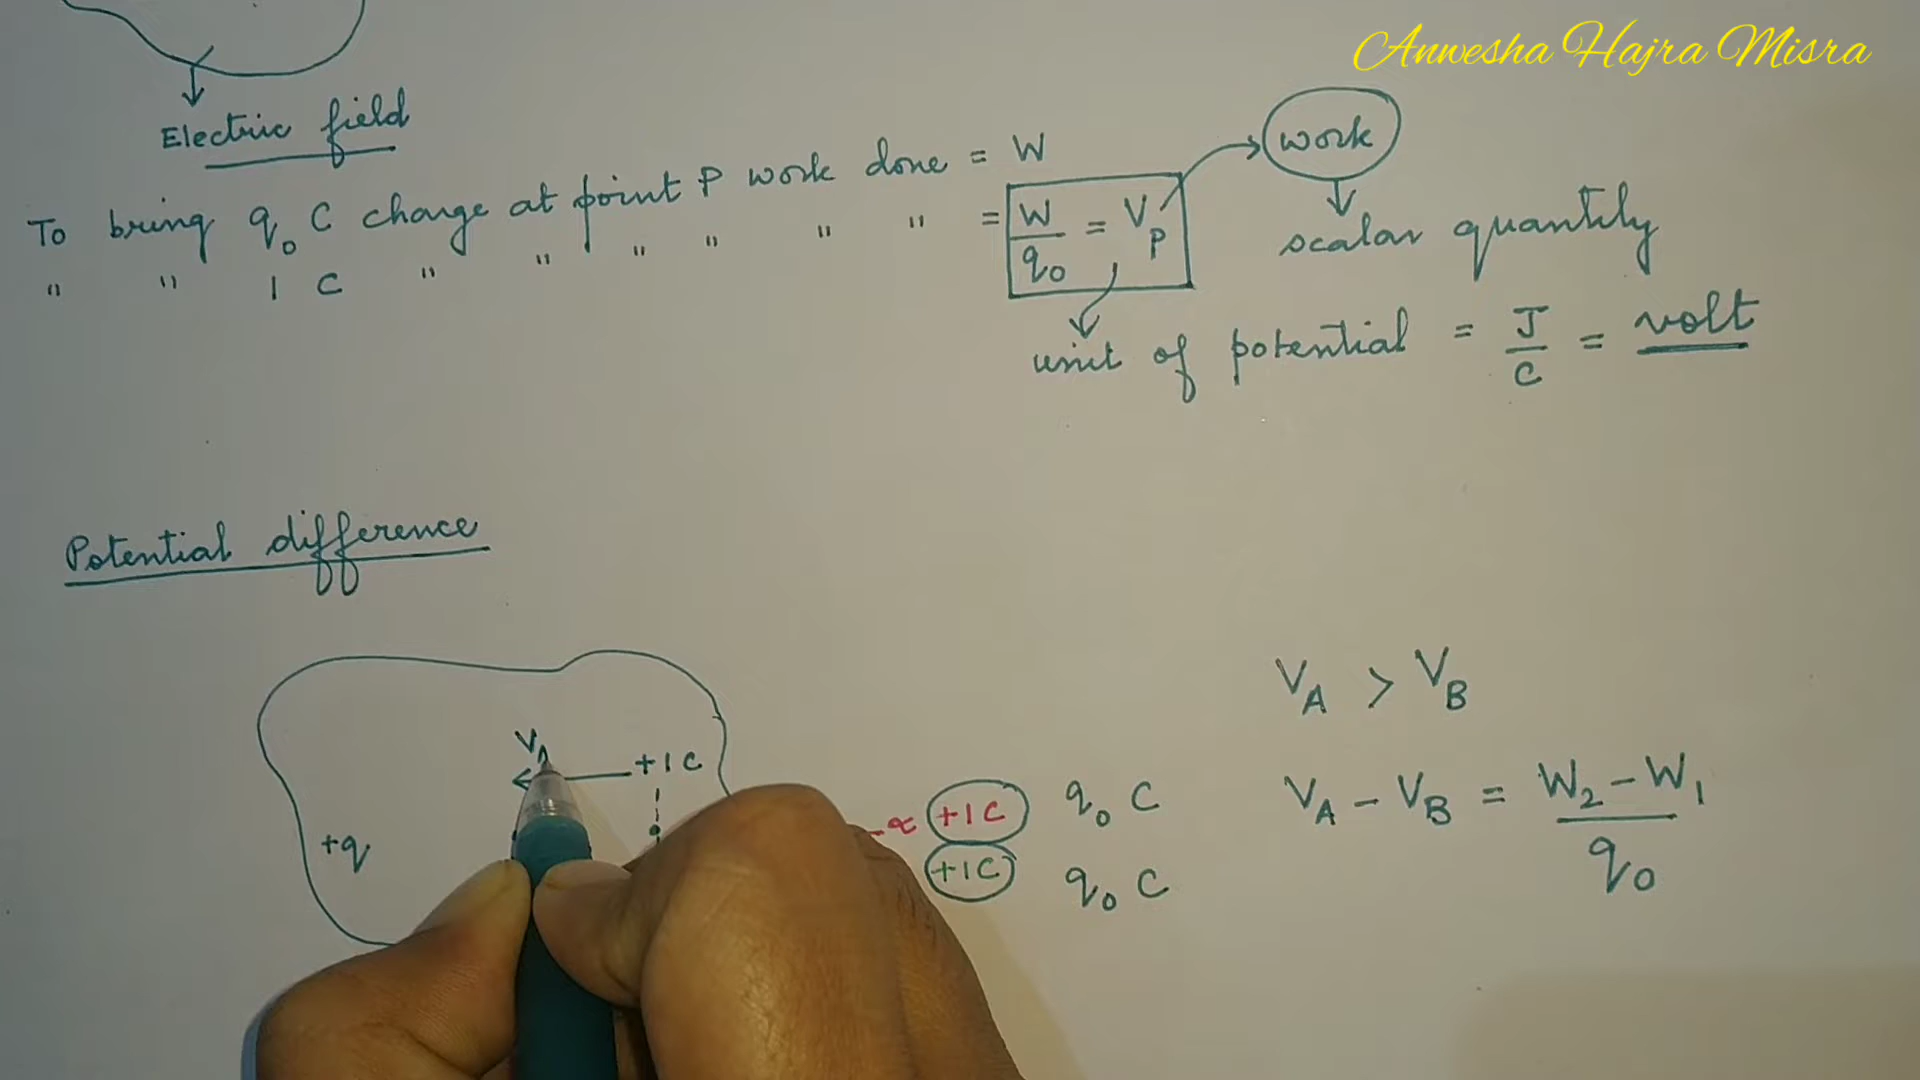 Anwesha Hajra Misra
Electric field
work
To bring q₀ C charge at point P work done = W
" " 1 C " " " " " " = W/q₀ = V_P
scalar quantity
unit of potential = J/C = volt
Potential difference
V_A > V_B
V_A
+1 C
+1C q₀ C
V_A - V_B = (W₂ - W₁)/q₀
+q
+1C q₀ C